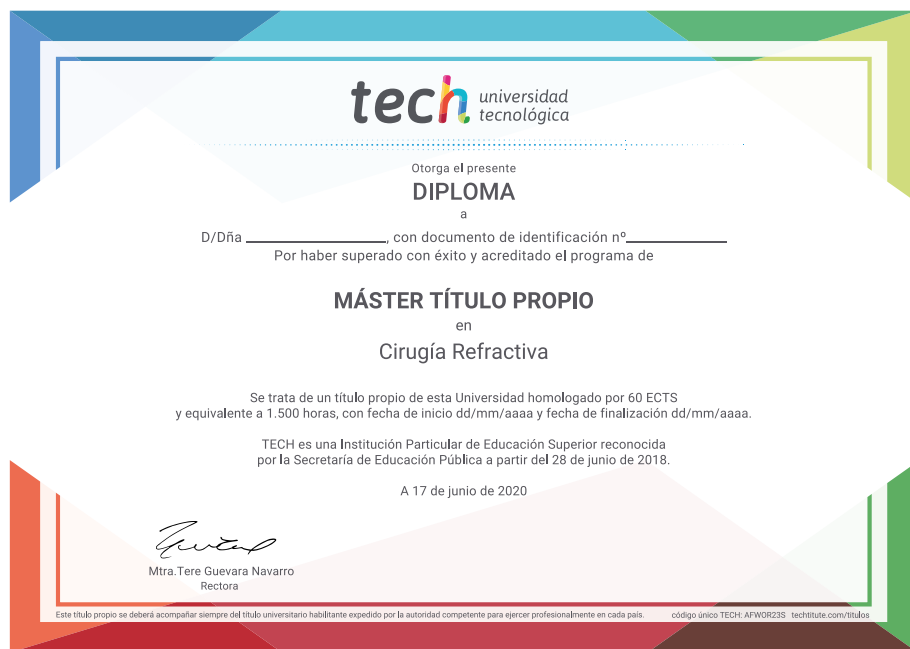 tech universidad
tecnológica
Otorga el presente
DIPLOMA
a
D/Dña ______________, con documento de identificación nº__________
Por haber superado con éxito y acreditado el programa de
MÁSTER TÍTULO PROPIO
en
Cirugía Refractiva
Se trata de un título propio de esta Universidad homologado por 60 ECTS
y equivalente a 1.500 horas, con fecha de inicio dd/mm/aaaa y fecha de finalización dd/mm/aaaa.
TECH es una Institución Particular de Educación Superior reconocida
por la Secretaría de Educación Pública a partir del 28 de junio de 2018.
A 17 de junio de 2020
Mtra.Tere Guevara Navarro
Rectora
Este título propio se deberá acompañar siempre del título universitario habilitante expedido por la autoridad competente para ejercer profesionalmente en cada país. código único TECH: AFWOR23S techtitute.com/titulos